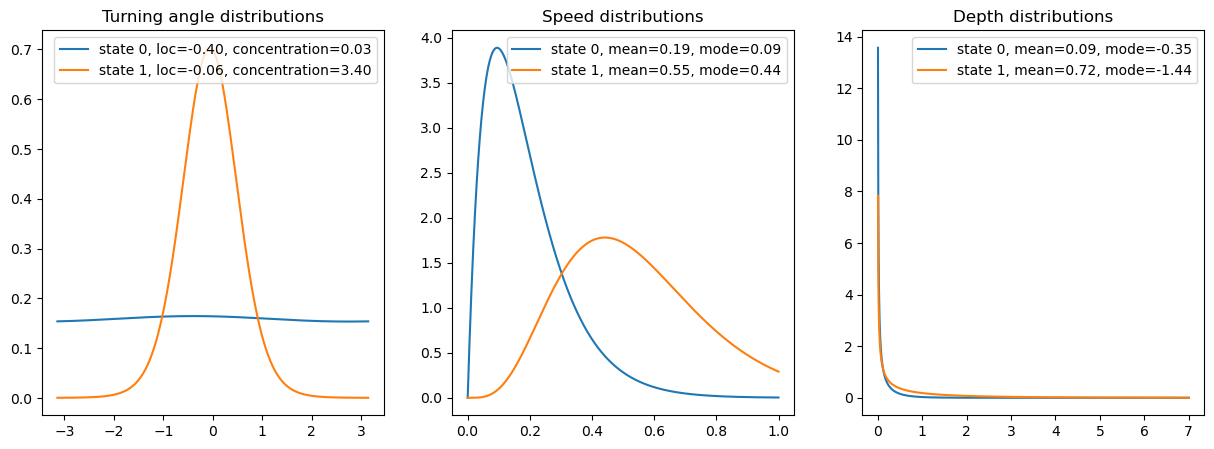 Turning angle distributions
state 0, loc=-0.40, concentration=0.03
state 1, loc=-0.06, concentration=3.40
0.7
0.6
0.5
0.4
0.3
0.2
0.1
0.0
−3 −2 −1 0 1 2 3
Speed distributions
state 0, mean=0.19, mode=0.09
state 1, mean=0.55, mode=0.44
4.0
3.5
3.0
2.5
2.0
1.5
1.0
0.5
0.0
0.0 0.2 0.4 0.6 0.8 1.0
Depth distributions
state 0, mean=0.09, mode=-0.35
state 1, mean=0.72, mode=-1.44
14
12
10
8
6
4
2
0
0 1 2 3 4 5 6 7